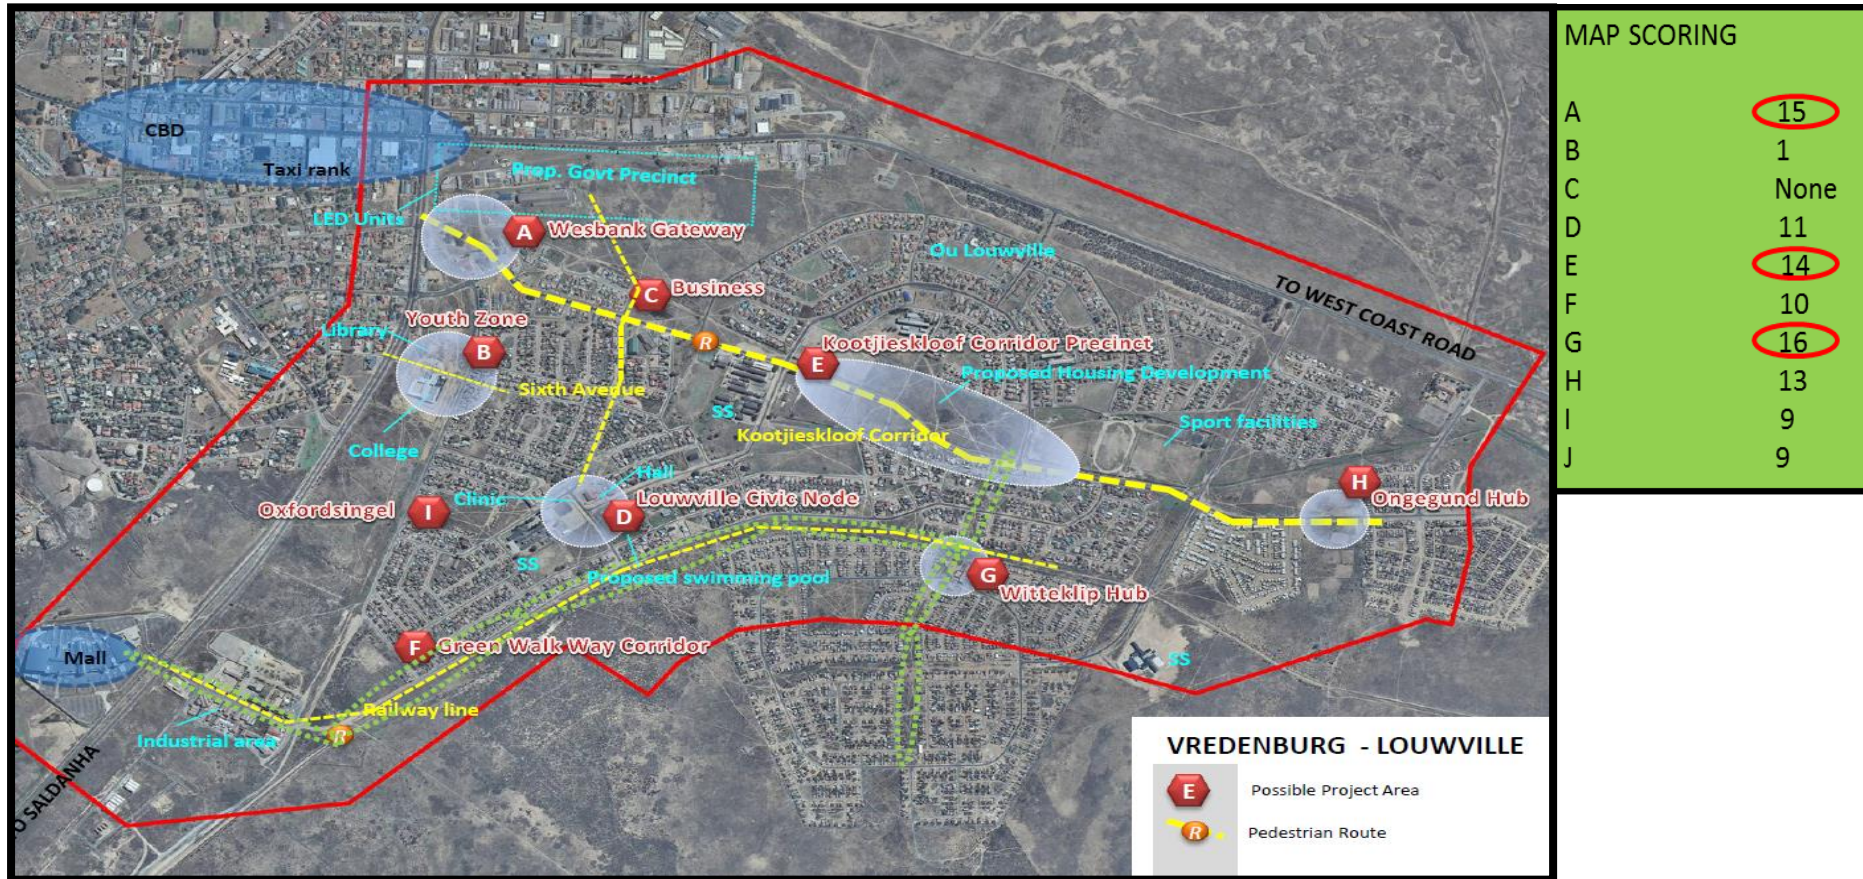 CBD
Taxi rank
Prop. Govt Precinct
LED Units
A
Wesbank Gateway
Ou Louwville
C
Business
TO WEST COAST ROAD
Youth Zone
Library
B
R
E
Kootjieskloof Corridor Precinct
Proposed Housing Development
Sixth Avenue
SS
Sport facilities
Kootjieskloof Corridor
College
Hall
H
Clinic
Louwville Civic Node
Ongegund Hub
Oxfordsingel
I
D
SS
Proposed swimming pool
G
Witteklip Hub
F
Green Walk Way Corridor
Mall
SS
Railway line
R
Industrial area
TO SALDANHA
VREDENBURG - LOUWVILLE
E
Possible Project Area
R
Pedestrian Route
MAP SCORING
A 15
B 1
C None
D 11
E 14
F 10
G 16
H 13
I 9
J 9